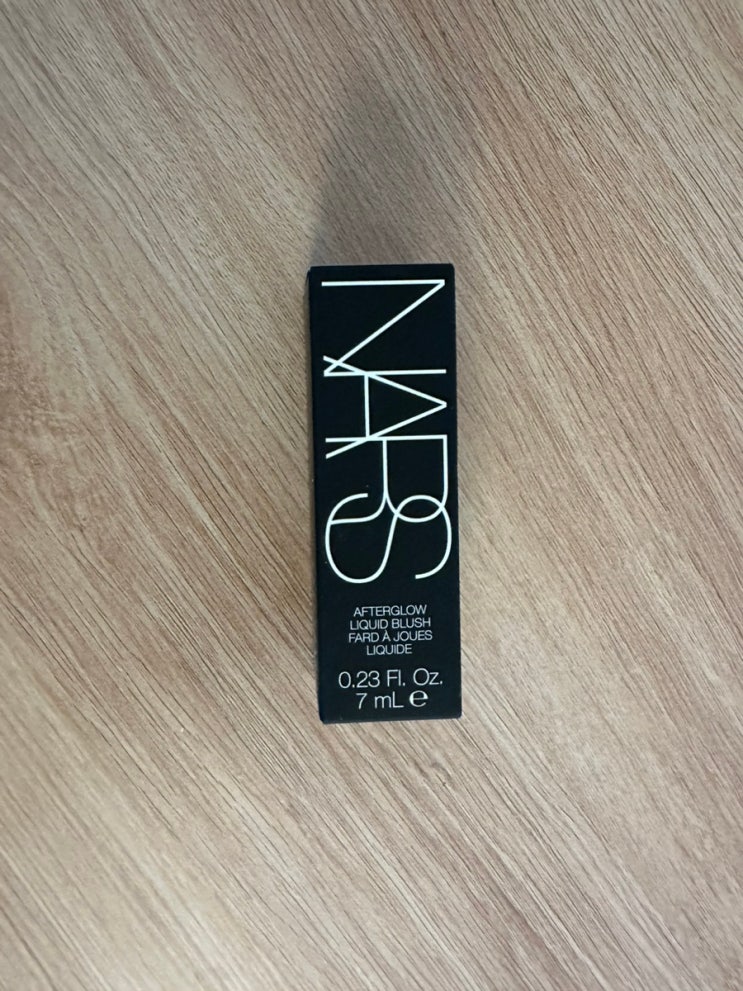 NARS
AFTERGLOW
LIQUID BLUSH
FARD À JOUES
LIQUIDE
0.23 Fl. Oz.
7 mL ℮